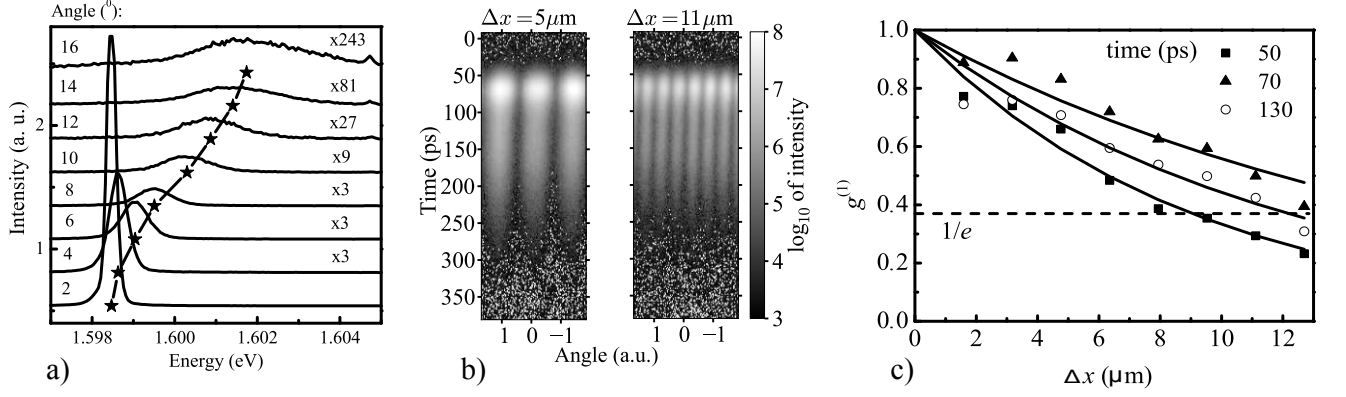 Angle (⁰):
16
x243
14
x81
12
x27
10
x9
8
x3
6
x3
4
x3
2
2
1
Intensity (a. u.)
1.598 1.600 1.602 1.604
Energy (eV)
a)
Δx = 5μm
Δx = 11μm
0
50
100
150
200
250
300
350
Time (ps)
1 0 −1
1 0 −1
Angle (a.u.)
8
7
6
5
4
3
log₁₀ of intensity
b)
1.0
0.8
0.6
0.4
0.2
0.0
g⁽¹⁾
time (ps)
50
70
130
1/e
0 2 4 6 8 10 12
Δx (μm)
c)